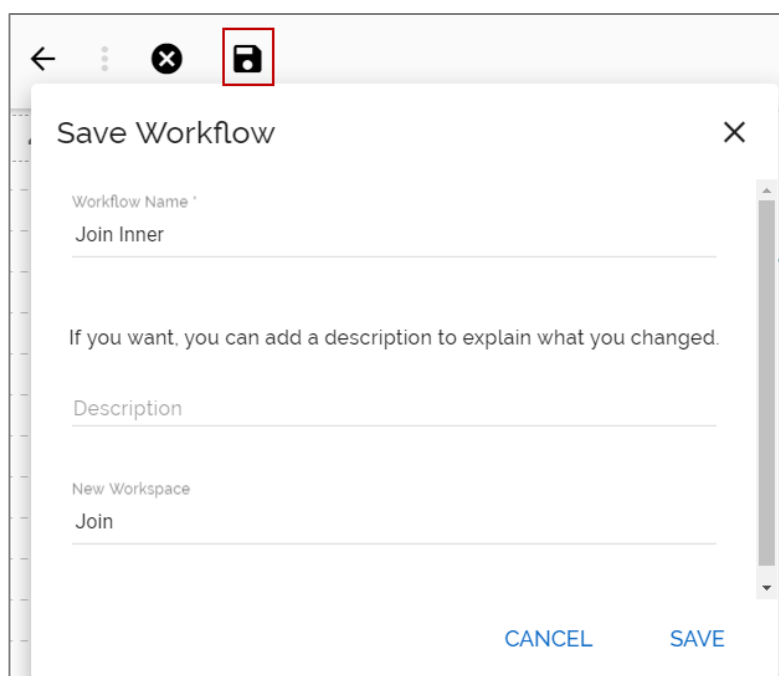 Save Workflow
Workflow Name *
Join Inner
If you want, you can add a description to explain what you changed.
Description
New Workspace
Join
CANCEL SAVE